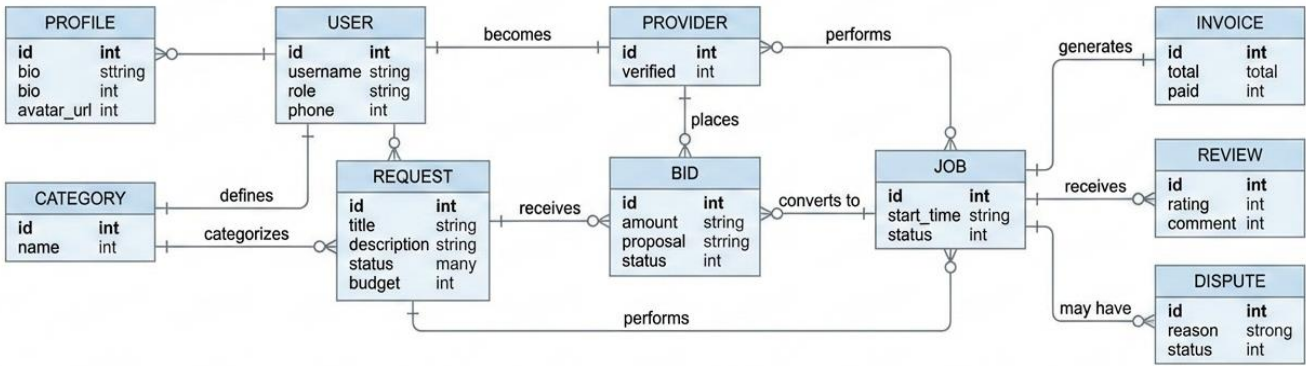 PROFILE
id int
bio sttring
bio int
avatar_url int
USER
id int
username string
role string
phone int
becomes
PROVIDER
id int
verified int
performs
generates
INVOICE
id int
total total
paid int
places
CATEGORY
id int
name int
defines
categorizes
REQUEST
id int
title string
description string
status many
budget int
receives
BID
id int
amount string
proposal strring
status int
converts to
JOB
id int
start_time string
status int
receives
REVIEW
id int
rating int
comment int
performs
may have
DISPUTE
id int
reason strong
status int